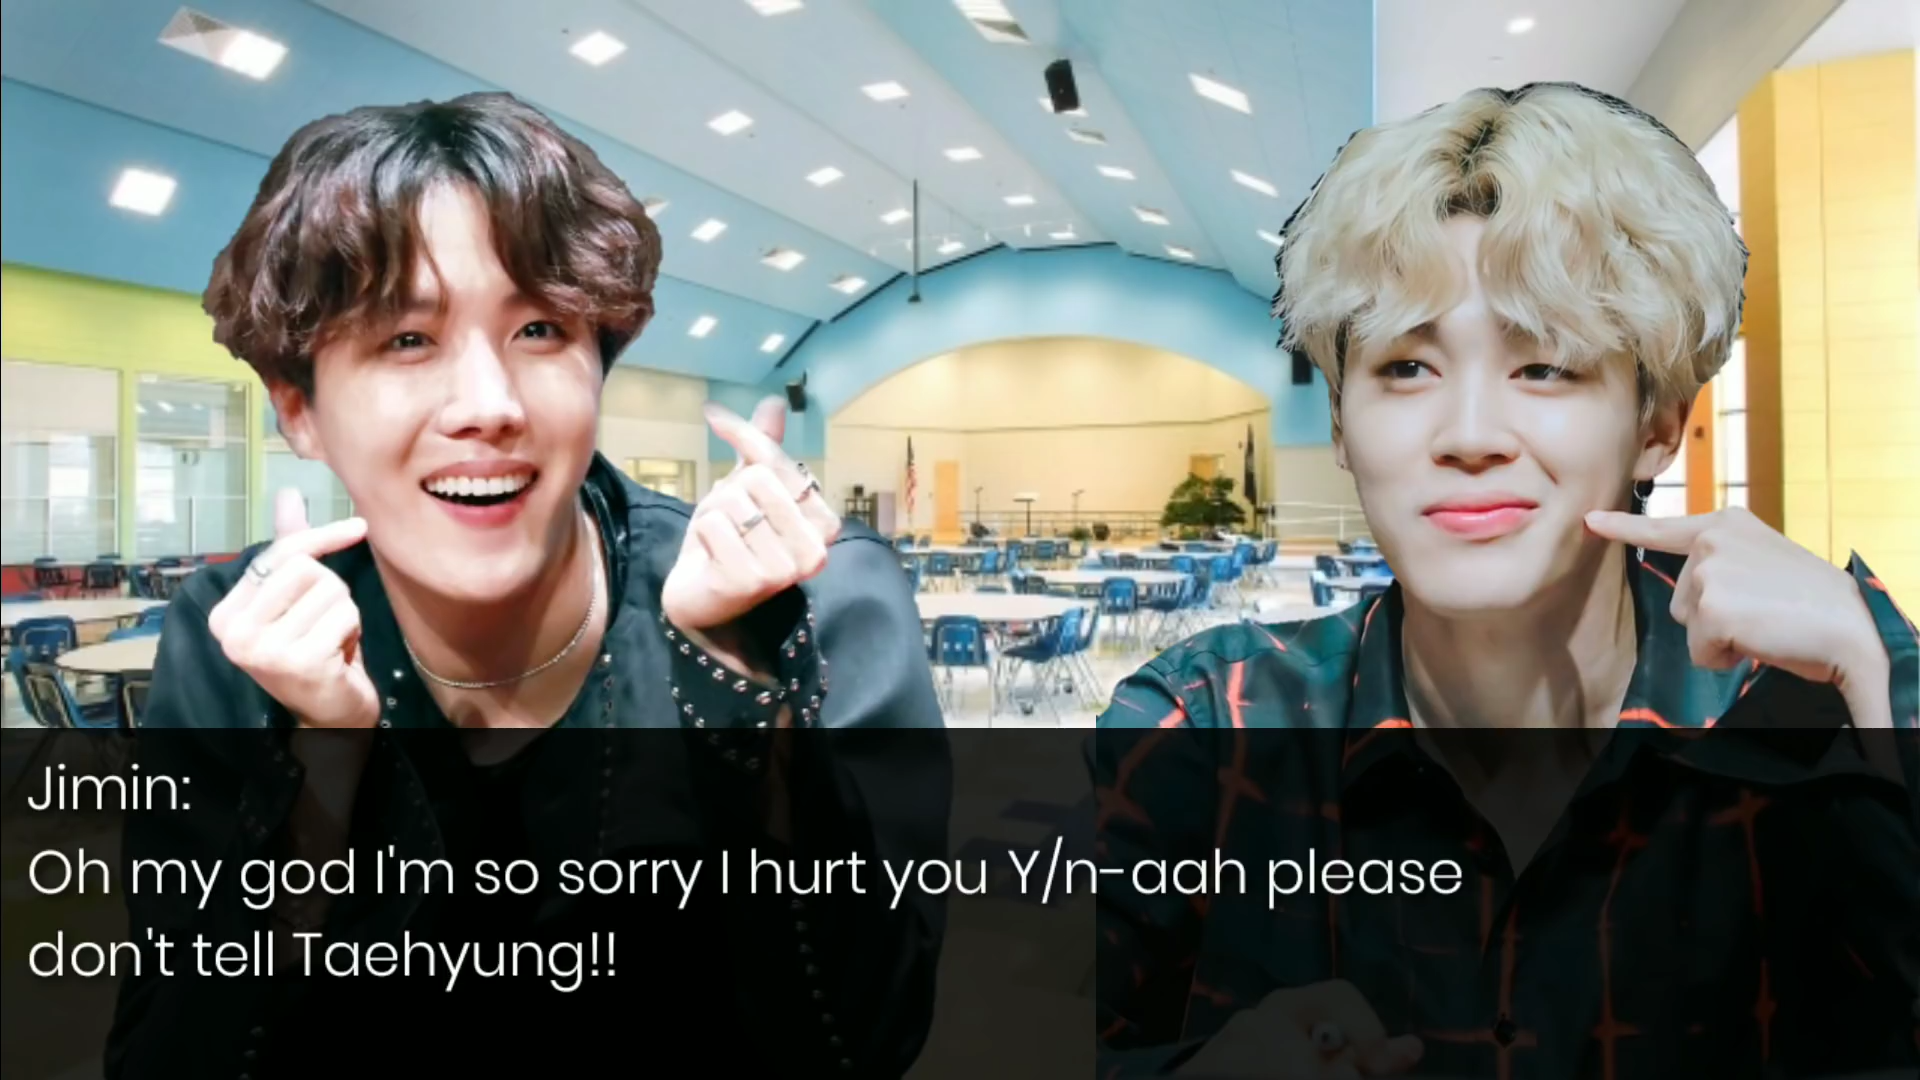 Jimin:
Oh my god I'm so sorry I hurt you Y/n-aah please
don't tell Taehyung!!